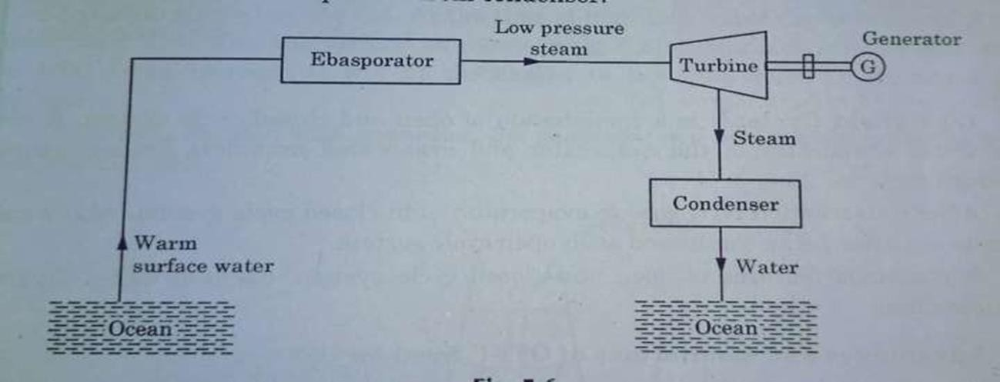 Low pressure
steam
Generator
Ebasporator
Turbine
G
Steam
Condenser
Warm
surface water
Water
Ocean
Ocean